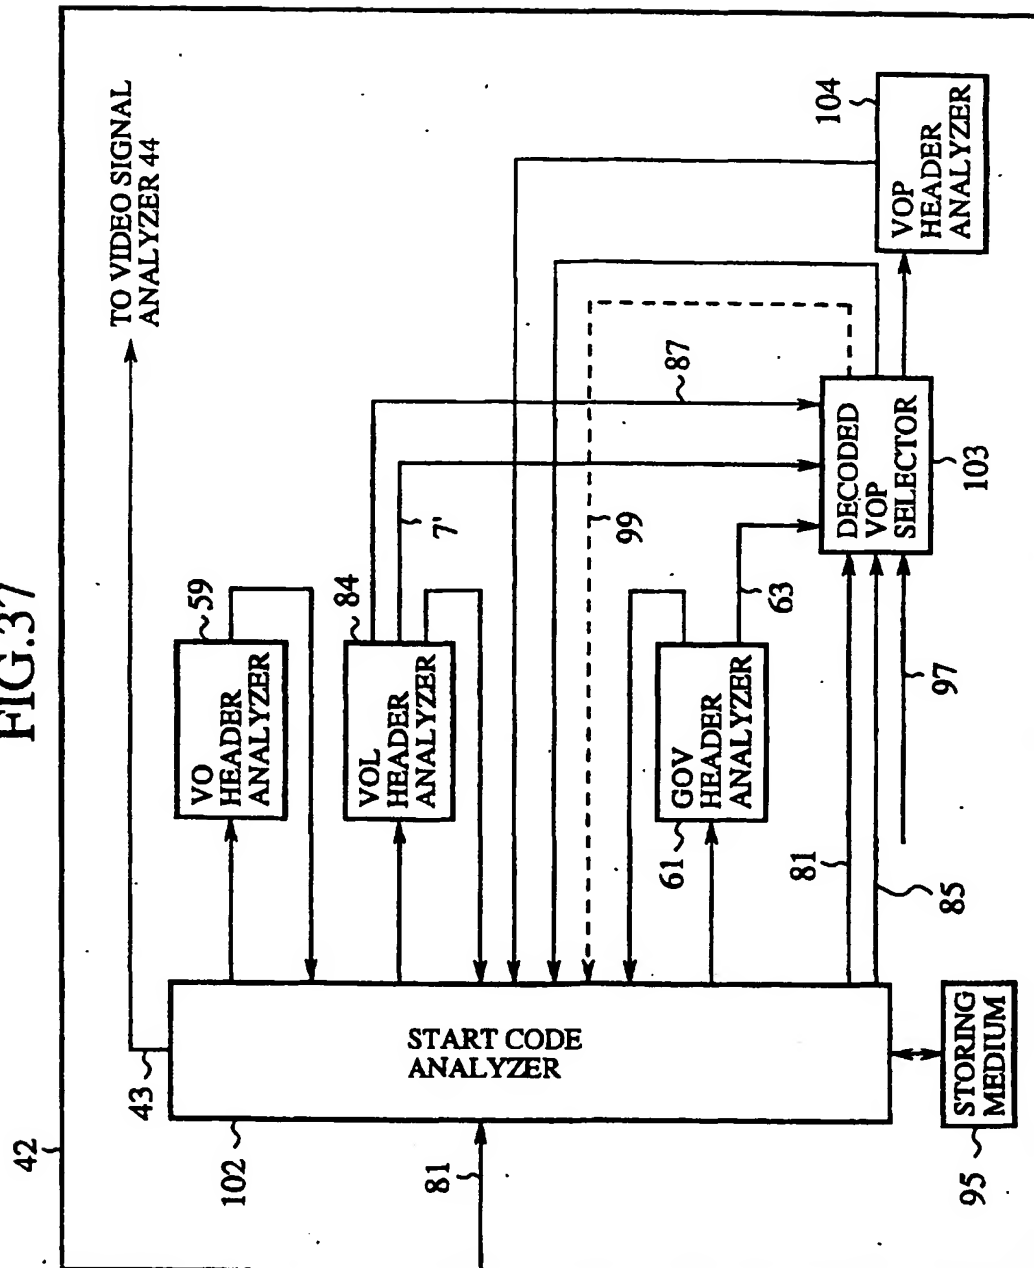 FIG.37
42
TO VIDEO SIGNAL
ANALYZER 44
43
102
START CODE
ANALYZER
81
59
VO
HEADER
ANALYZER
84
VOL
HEADER
ANALYZER
7'
87
99
61
GOV
HEADER
ANALYZER
63
81
85
97
DECODED
VOP
SELECTOR
103
104
VOP
HEADER
ANALYZER
STORING
MEDIUM
95